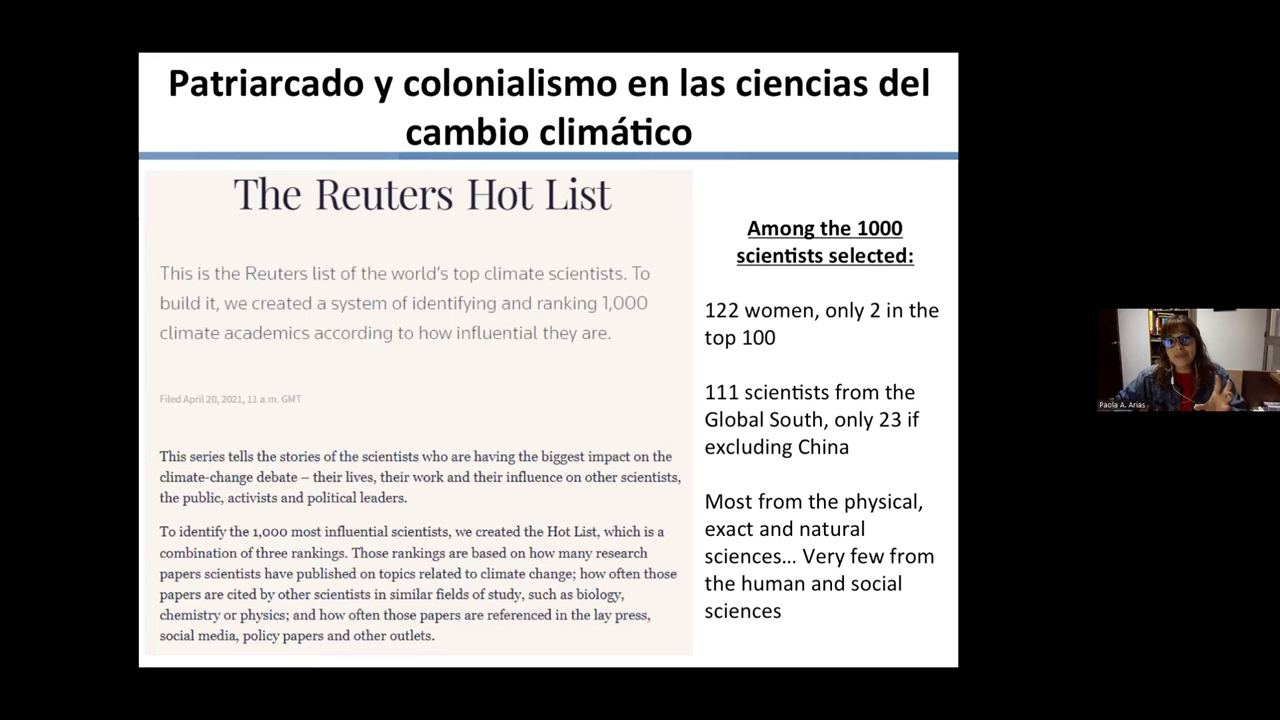 Patriarcado y colonialismo en las ciencias del
cambio climático
The Reuters Hot List
This is the Reuters list of the world's top climate scientists. To
build it, we created a system of identifying and ranking 1,000
climate academics according to how influential they are.
Filed April 20, 2021, 11 a.m. GMT
This series tells the stories of the scientists who are having the biggest impact on the
climate-change debate – their lives, their work and their influence on other scientists,
the public, activists and political leaders.
To identify the 1,000 most influential scientists, we created the Hot List, which is a
combination of three rankings. Those rankings are based on how many research
papers scientists have published on topics related to climate change; how often those
papers are cited by other scientists in similar fields of study, such as biology,
chemistry or physics; and how often those papers are referenced in the lay press,
social media, policy papers and other outlets.
Among the 1000
scientists selected:
122 women, only 2 in the
top 100
111 scientists from the
Global South, only 23 if
excluding China
Most from the physical,
exact and natural
sciences... Very few from
the human and social
sciences
Paola A. Arias